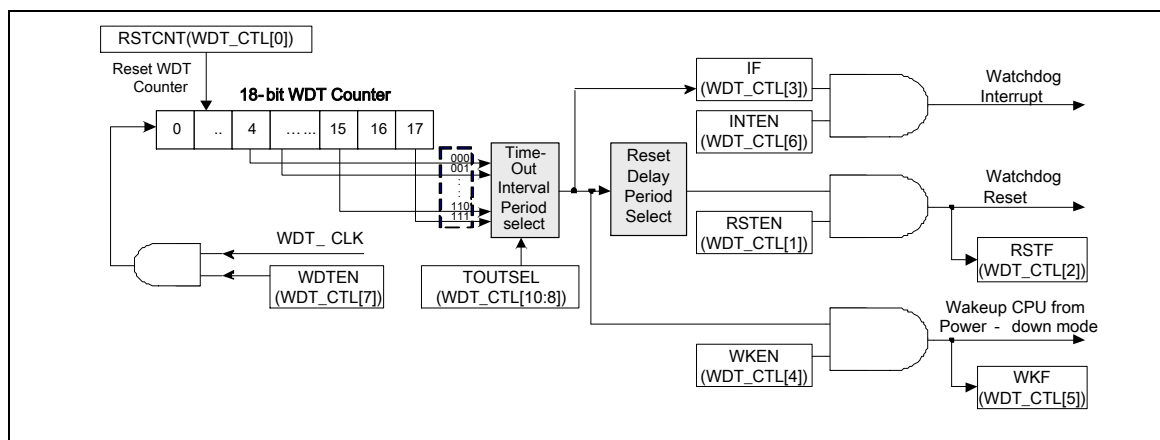 RSTCNT(WDT_CTL[0])
Reset WDT
Counter
18-bit WDT Counter
0 .. 4 ....... 15 16 17
000
001
110
111
Time-
Out
Interval
Period
select
Reset
Delay
Period
Select
TOUTSEL
(WDT_CTL[10:8])
WDT_ CLK
WDTEN
(WDT_CTL[7])
IF
(WDT_CTL[3])
INTEN
(WDT_CTL[6])
Watchdog
Interrupt
RSTEN
(WDT_CTL[1])
Watchdog
Reset
RSTF
(WDT_CTL[2])
WKEN
(WDT_CTL[4])
Wakeup CPU from
Power - down mode
WKF
(WDT_CTL[5])